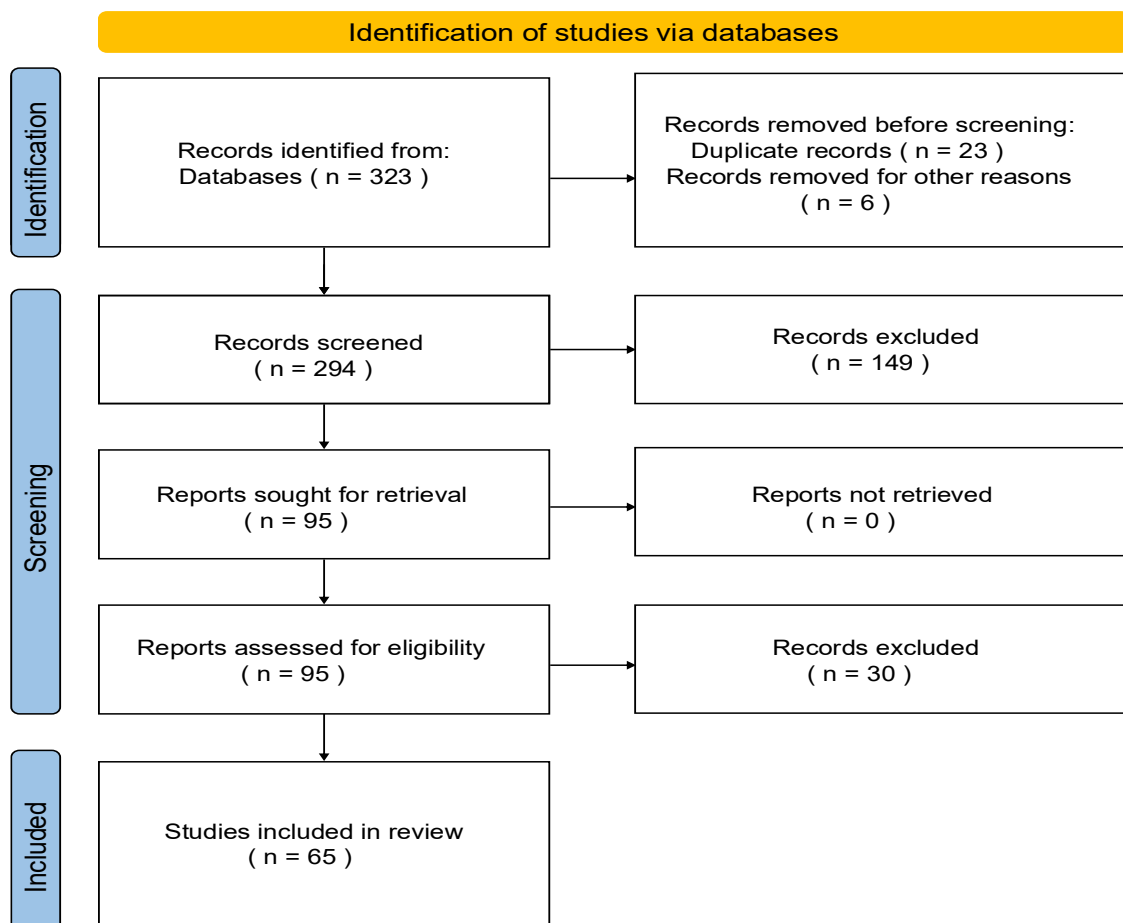 Identification of studies via databases
Identification
Records identified from:
Databases ( n = 323 )
Records removed before screening:
Duplicate records ( n = 23 )
Records removed for other reasons
( n = 6 )
Screening
Records screened
( n = 294 )
Records excluded
( n = 149 )
Reports sought for retrieval
( n = 95 )
Reports not retrieved
( n = 0 )
Reports assessed for eligibility
( n = 95 )
Records excluded
( n = 30 )
Included
Studies included in review
( n = 65 )